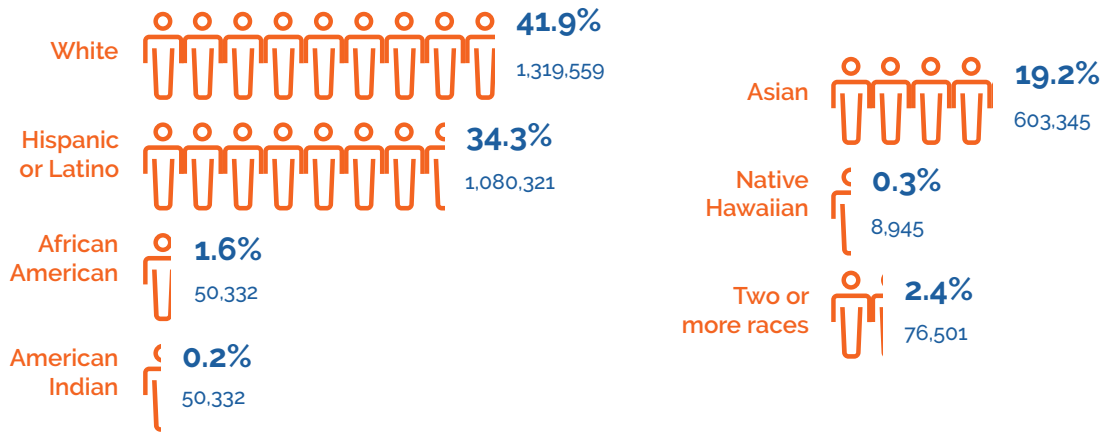 White
41.9%
1,319,559
Hispanic
or Latino
34.3%
1,080,321
African
American
1.6%
50,332
American
Indian
0.2%
50,332
Asian
19.2%
603,345
Native
Hawaiian
0.3%
8,945
Two or
more races
2.4%
76,501